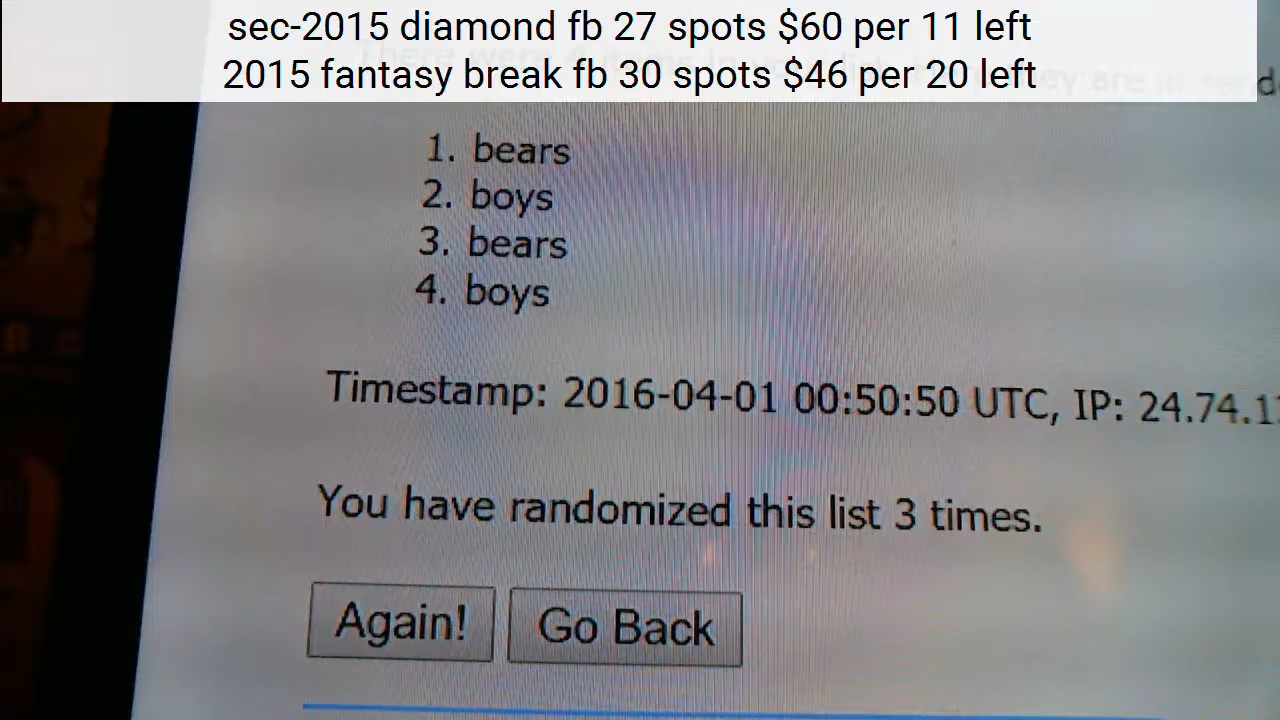 sec-2015 diamond fb 27 spots $60 per 11 left
2015 fantasy break fb 30 spots $46 per 20 left
1. bears
2. boys
3. bears
4. boys
Timestamp: 2016-04-01 00:50:50 UTC, IP: 24.74.1
You have randomized this list 3 times.
Again!
Go Back